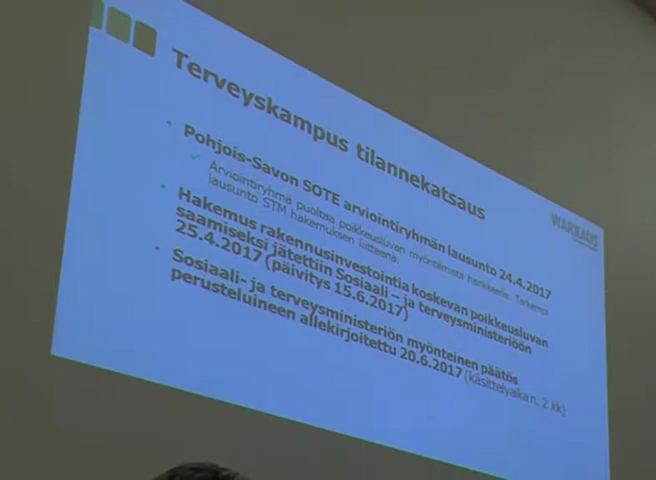 Terveyskampus tilannekatsaus
WARKAUS
Pohjois-Savon SOTE arviointiryhmän lausunto 24.4.2017
Arviointiryhmä puoltaa poikkeusluvan myöntämistä hankkeelle. Tarkempi
lausunto STM hakemuksen liitteenä.
Hakemus rakennusinvestointia koskevan poikkeusluvan
saamiseksi jätettiin Sosiaali – ja terveysministeriöön
25.4.2017 (päivitys 15.6.2017)
Sosiaali- ja terveysministeriön myönteinen päätös
perusteluineen allekirjoitettu 20.6.2017 (käsittelyaika n. 2 kk)